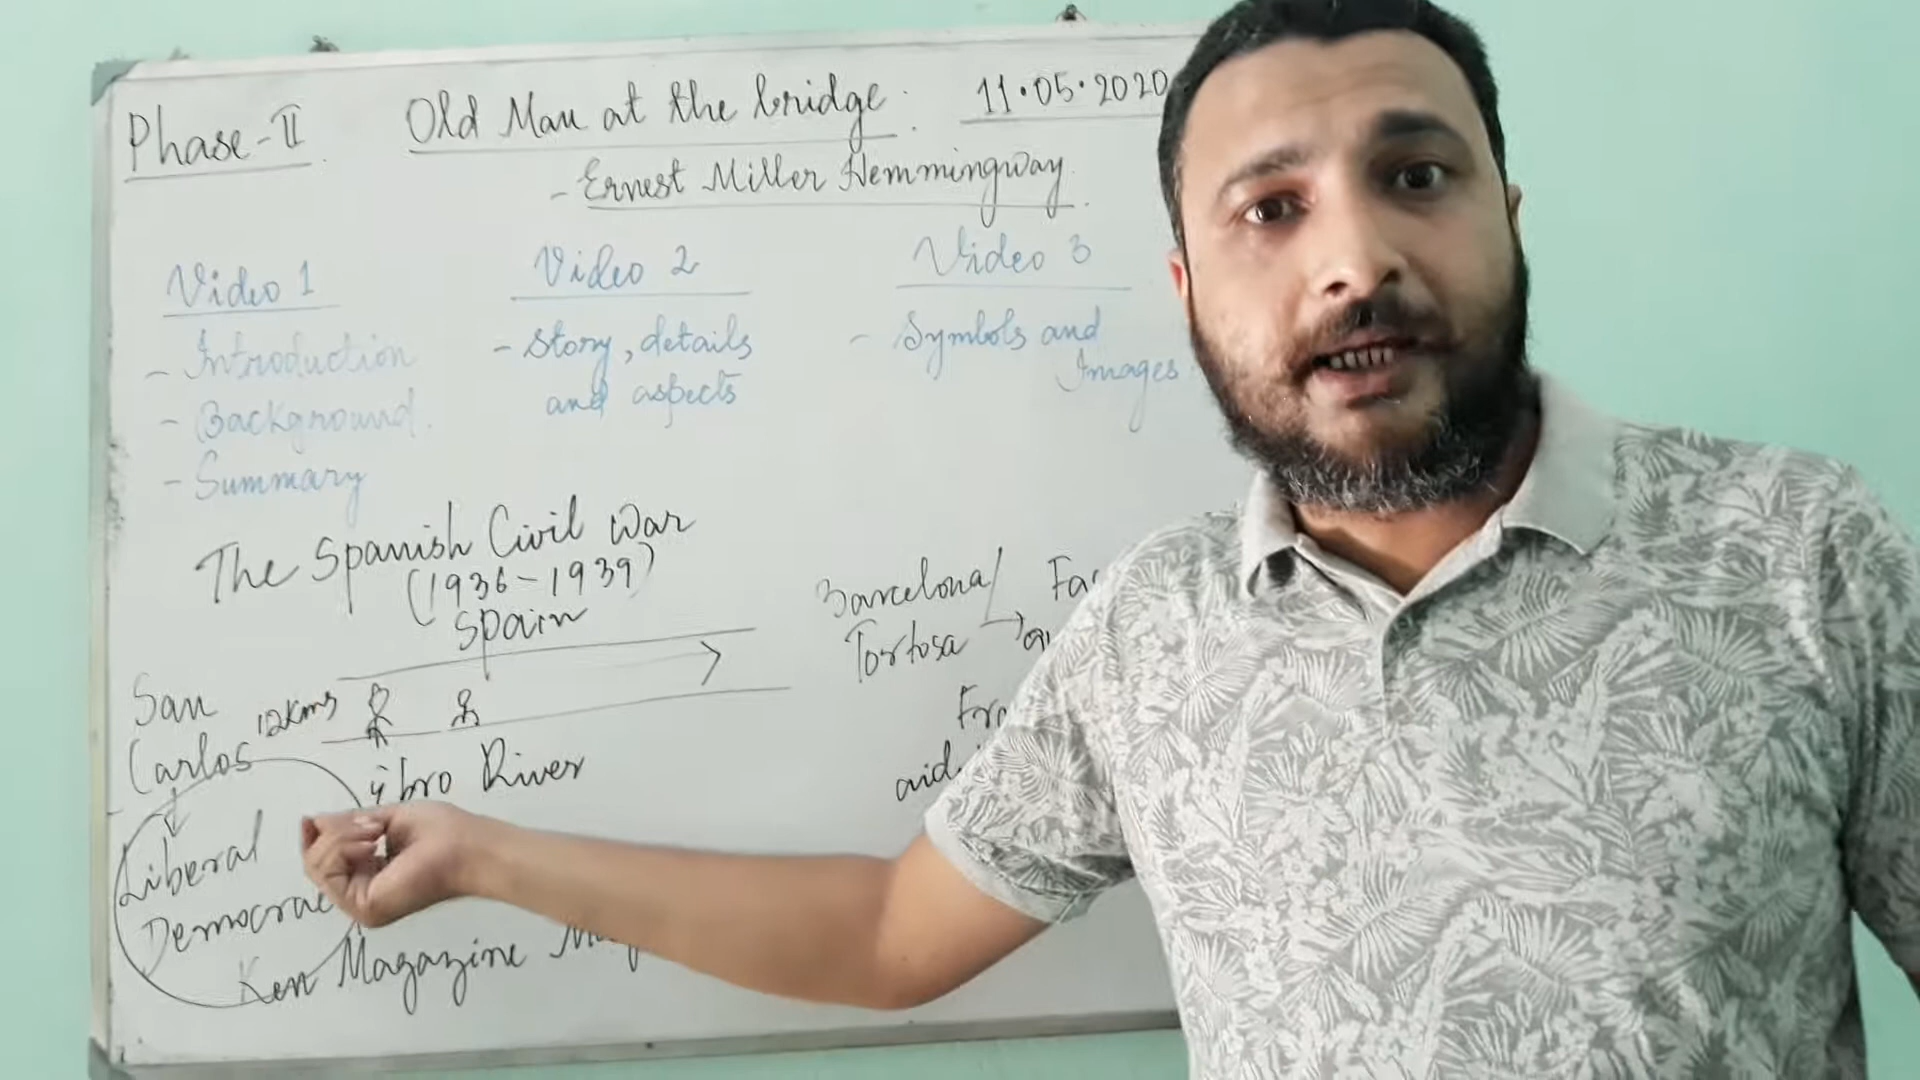 Phase-II
Old Man at the bridge.
11.05.2020
- Ernest Miller Hemmingway.
Video 1
- Introduction
- Background.
- Summary
Video 2
- Story, details
and aspects
Video 3
- Symbols and
Images.
The Spanish Civil War
(1936-1939)
Spain
San
Carlos
12Kms
Ebro River
Liberal
Ken Magazine
Barcelona/
Tortosa →